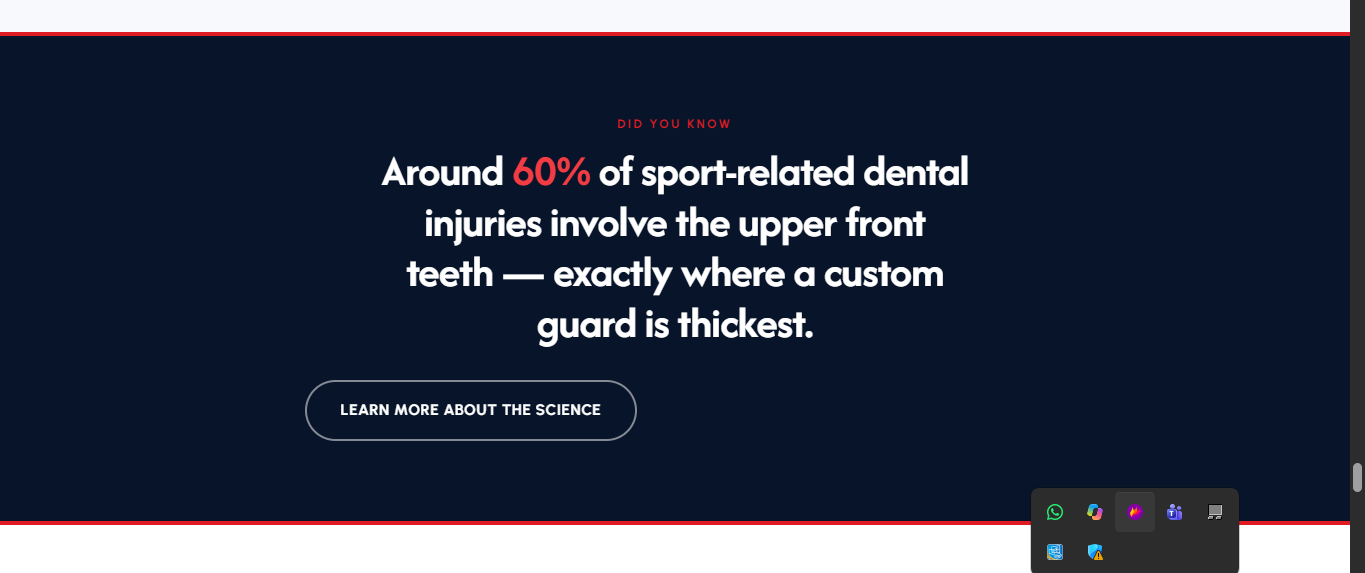 DID YOU KNOW
Around 60% of sport-related dental
injuries involve the upper front
teeth — exactly where a custom
guard is thickest.
LEARN MORE ABOUT THE SCIENCE